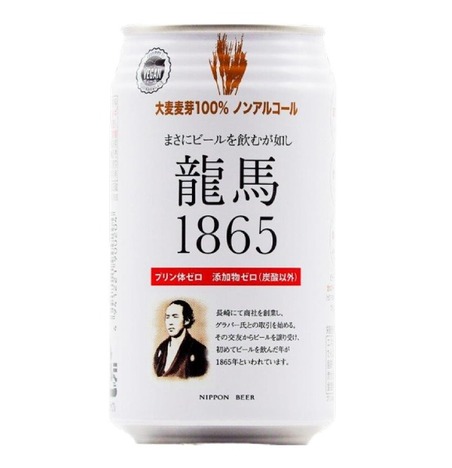 VEGAN
大麦麦芽100% ノンアルコール
まさにビールを飲むが如し
龍馬
1865
プリン体ゼロ 添加物ゼロ(炭酸以外)
長崎にて商社を創業し、
グラバー氏との取引を始める。
その交友からビールを譲り受け、
初めてビールを飲んだ年が
1865年といわれています。
NIPPON BEER